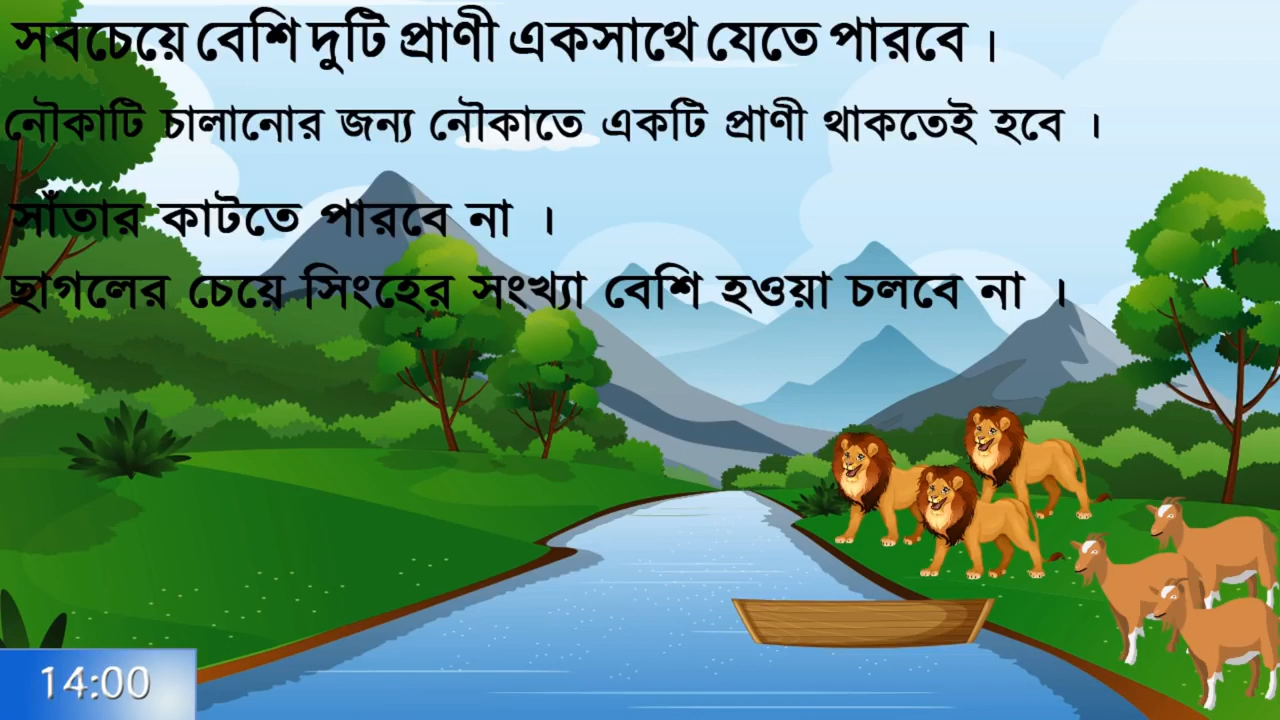 সবচেয়ে বেশি দুটি প্রাণী একসাথে যেতে পারবে ।
নৌকাটি চালানোর জন্য নৌকাতে একটি প্রাণী থাকতেই হবে ।
সাঁতার কাটতে পারবে না ।
ছাগলের চেয়ে সিংহের সংখ্যা বেশি হওয়া চলবে না ।
14:00